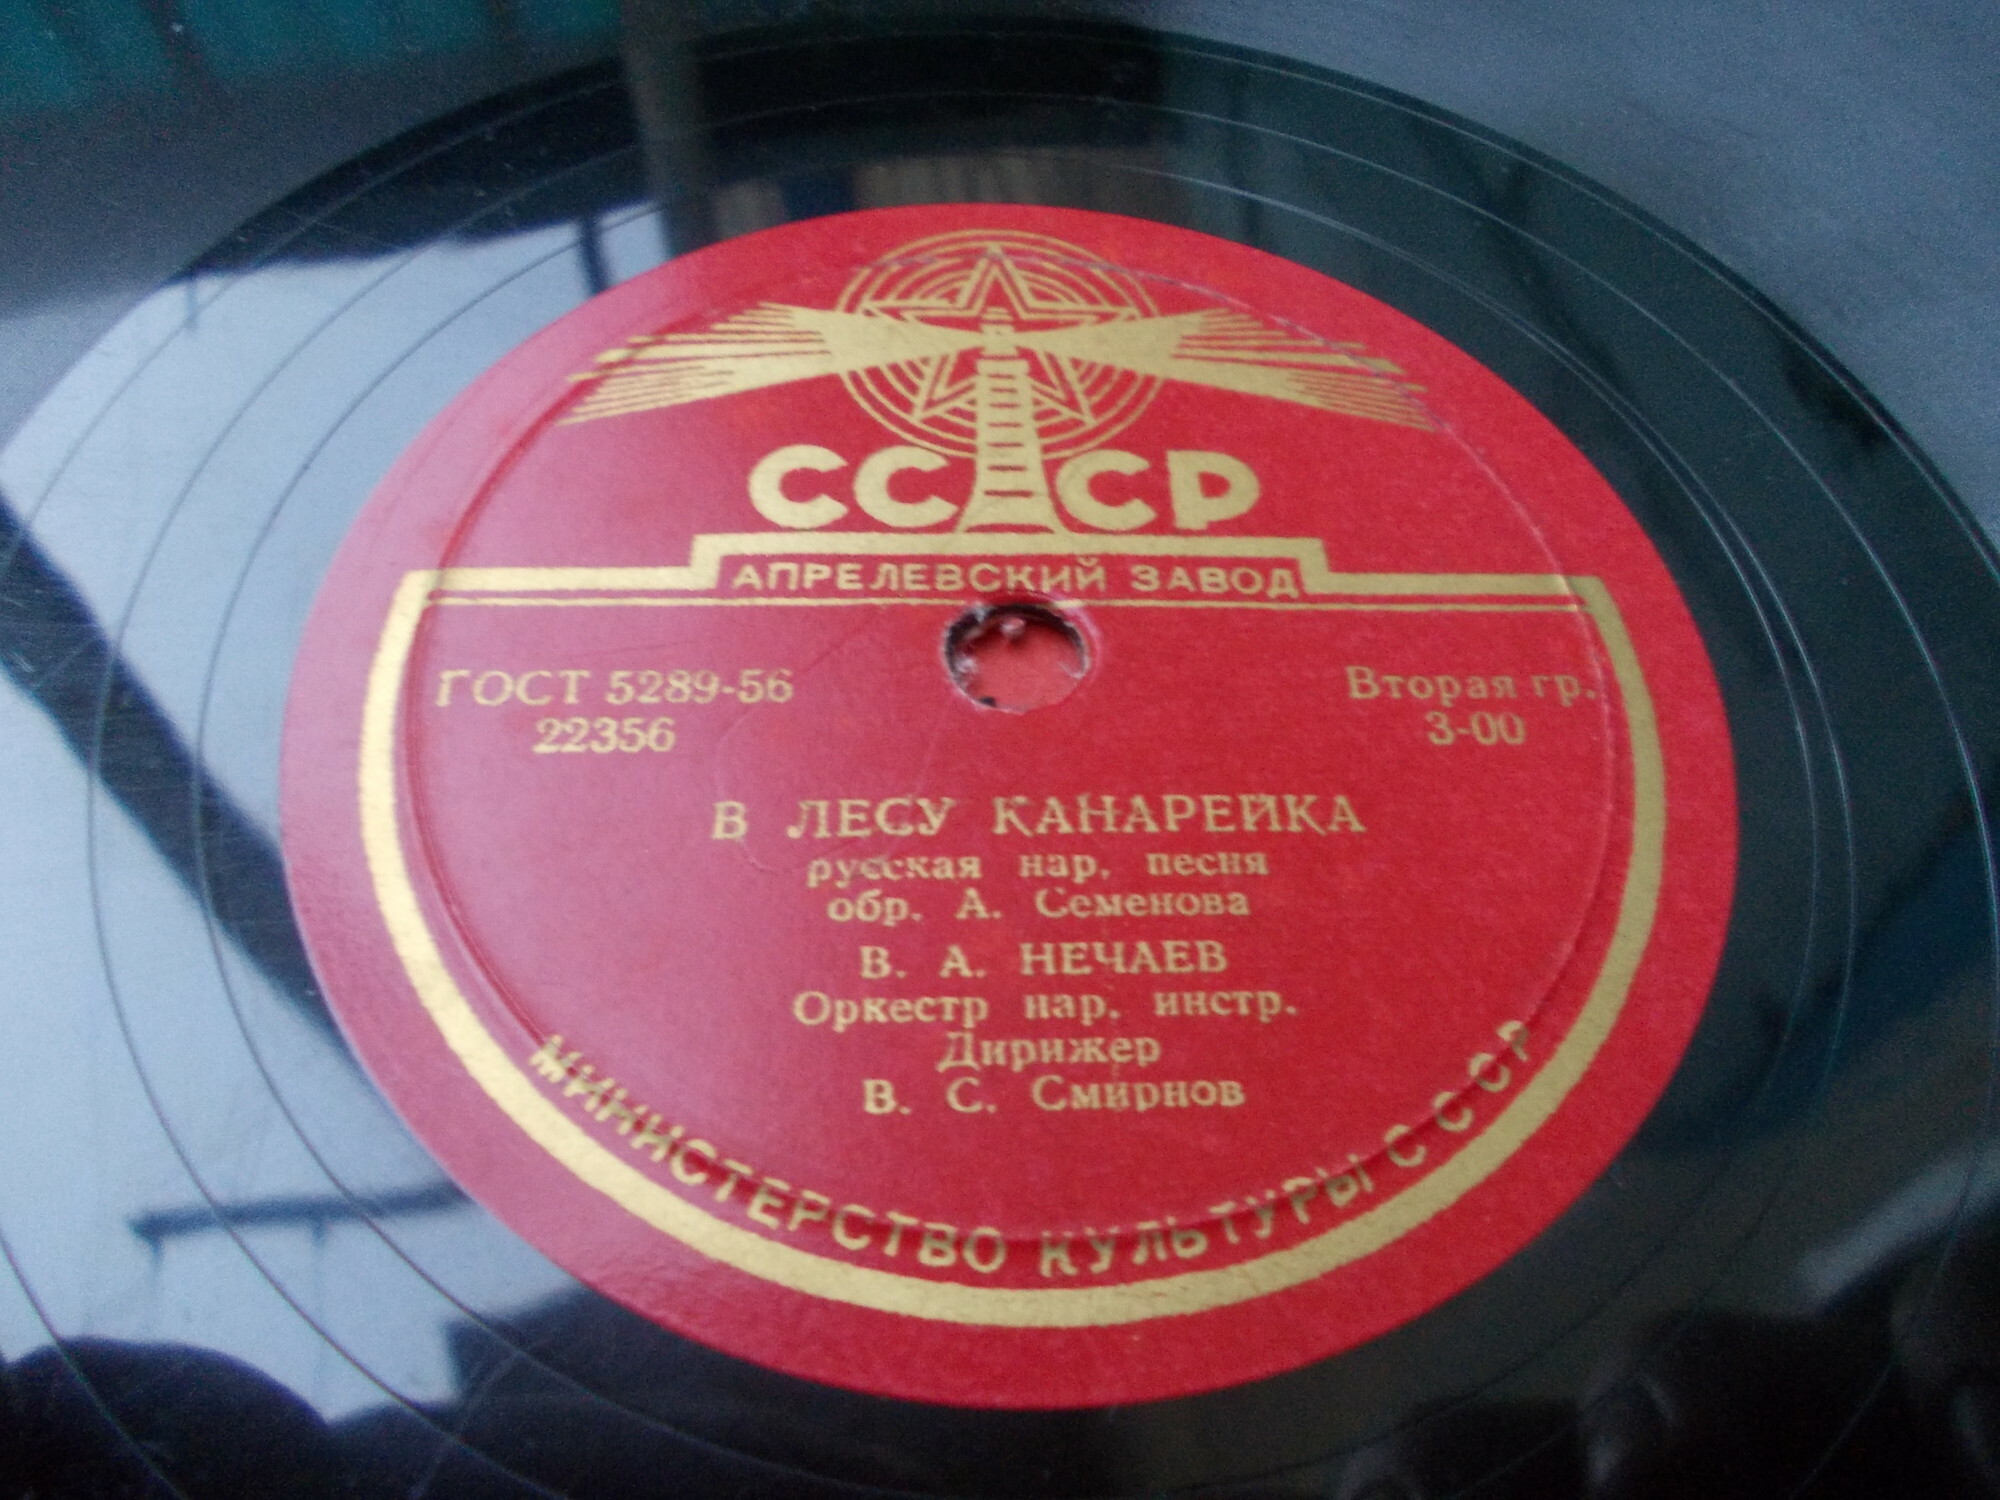 СССР
АПРЕЛЕВСКИЙ ЗАВОД
ГОСТ 5289-56
22356
Вторая гр.
3-00
В ЛЕСУ КАНАРЕЙКА
русская нар. песня
обр. А. Семенова
В. А. НЕЧАЕВ
Оркестр нар. инстр.
Дирижер
В. С. Смирнов
МИНИСТЕРСТВО КУЛЬТУРЫ СССР